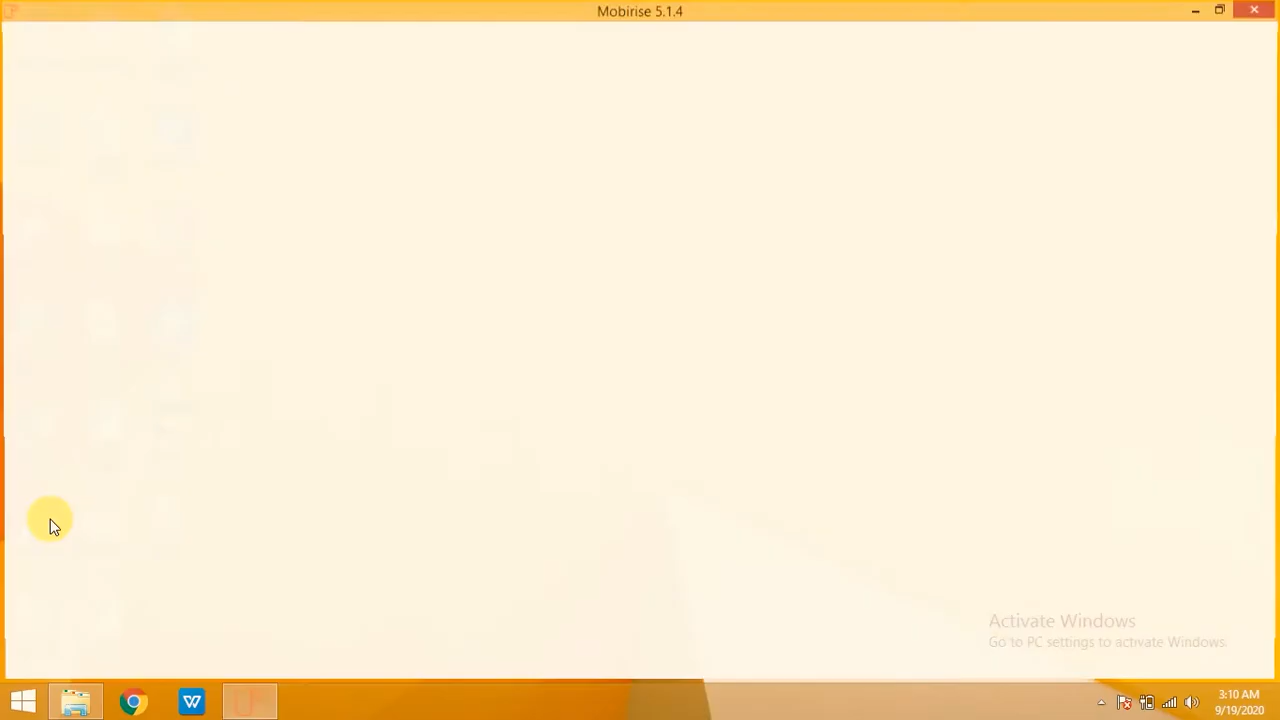 Mobirise 5.1.4
Activate Windows
Go to PC settings to activate Windows.
W
3:10 AM
9/19/2020